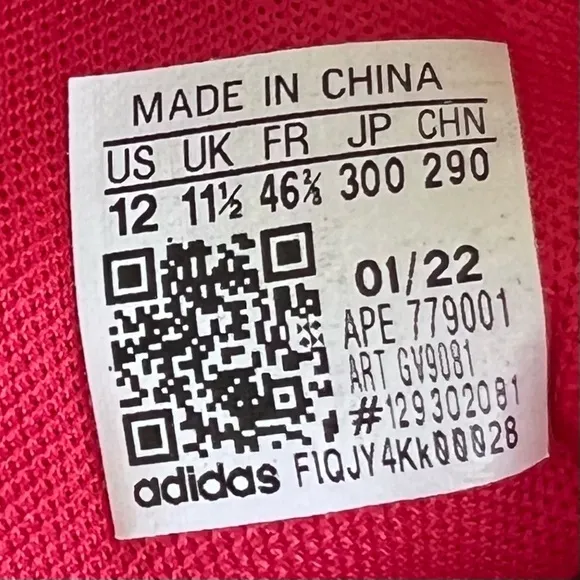 MADE IN CHINA
US UK FR JP CHN
12 11½ 46⅔ 300 290
01/22
APE 779001
ART GV9081
#129302081
adidas F1QJY4Kk00028